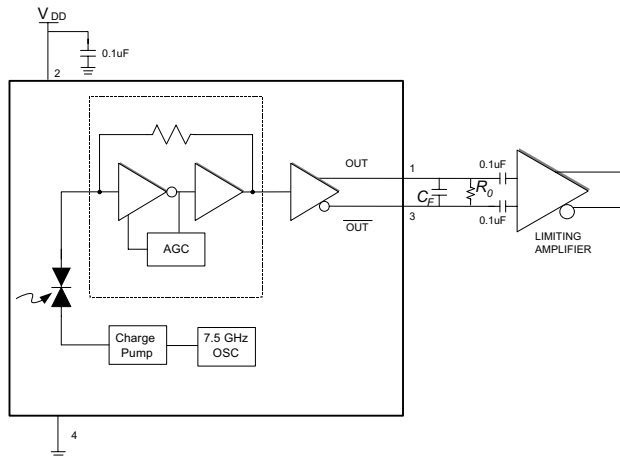 VDD
0.1uF
2
OUT
1
0.1uF
CF
R0
OUT
3
0.1uF
LIMITING
AMPLIFIER
AGC
Charge
Pump
7.5 GHz
OSC
4